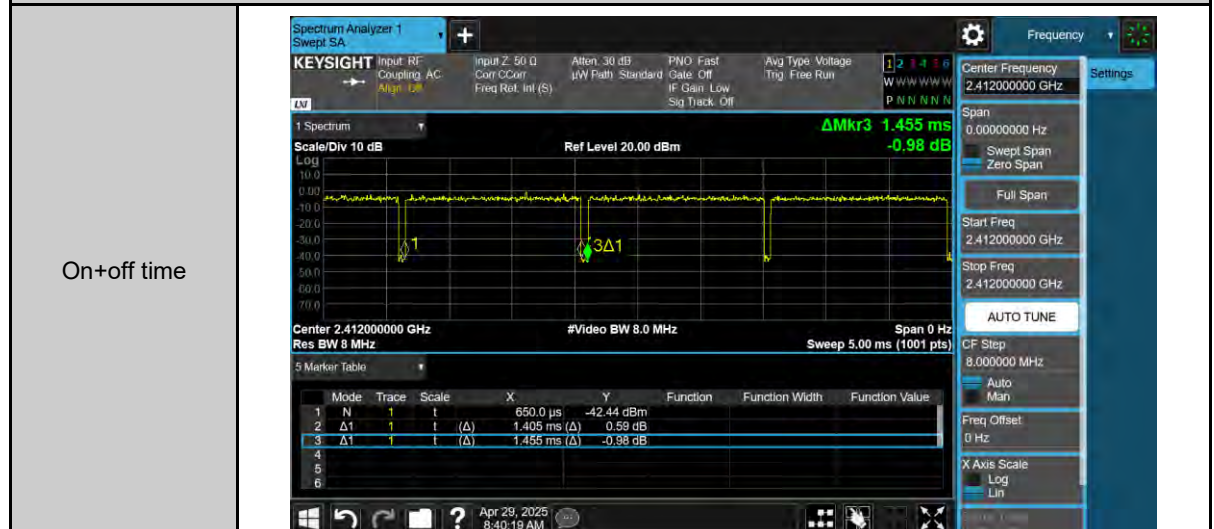 On+off time
Spectrum Analyzer 1
Swept SA
+
Frequency
KEYSIGHT
LXI
Input: RF
Coupling: AC
Align: Off
Input Z: 50 Ω
Corr CCorr
Freq Ref: Int (S)
Atten: 30 dB
µW Path: Standard
PNO: Fast
Gate: Off
IF Gain: Low
Sig Track: Off
Avg Type: Voltage
Trig: Free Run
1 2 3 4 5 6
W W W W W W
P N N N N N
Settings
1 Spectrum
ΔMkr3 1.455 ms
-0.98 dB
Scale/Div 10 dB
Ref Level 20.00 dBm
Log
10.0
0.00
-10.0
-20.0
-30.0
-40.0
-50.0
-60.0
-70.0
1
3Δ1
Center 2.412000000 GHz
#Video BW 8.0 MHz
Span 0 Hz
Res BW 8 MHz
Sweep 5.00 ms (1001 pts)
5 Marker Table
Mode Trace Scale X Y Function Function Width Function Value
1 N 1 t 650.0 µs -42.44 dBm
2 Δ1 1 t (Δ) 1.405 ms (Δ) 0.59 dB
3 Δ1 1 t (Δ) 1.455 ms (Δ) -0.98 dB
4
5
6
Center Frequency
2.412000000 GHz
Span
0.00000000 Hz
Swept Span
Zero Span
Full Span
Start Freq
2.412000000 GHz
Stop Freq
2.412000000 GHz
AUTO TUNE
CF Step
8.000000 MHz
Auto
Man
Freq Offset
0 Hz
X Axis Scale
Log
Lin
?
Apr 29, 2025
8:40:19 AM